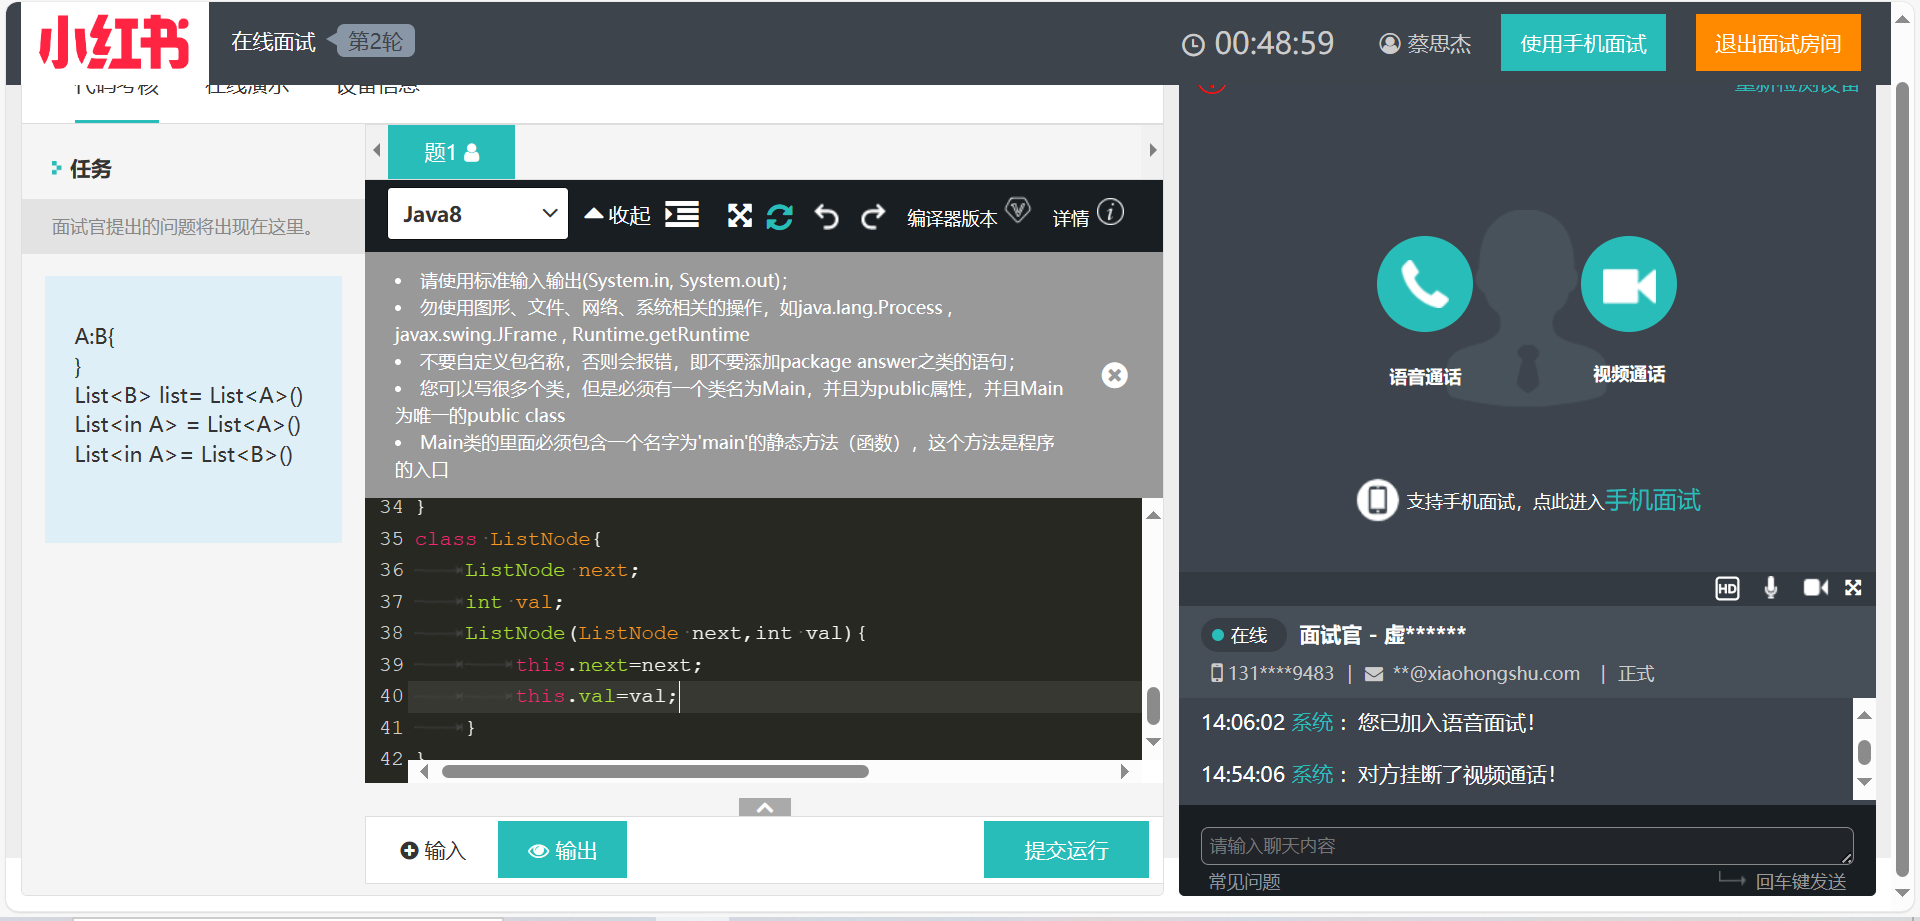 小红书
在线面试
第2轮
00:48:59
蔡思杰
使用手机面试
退出面试房间
代码考核
在线演示
设备信息
重新检测设备
任务
面试官提出的问题将出现在这里。
A:B{
}
List<B> list= List<A>()
List<in A> = List<A>()
List<in A>= List<B>()
题1
Java8
收起
编译器版本
详情
• 请使用标准输入输出(System.in, System.out)；
• 勿使用图形、文件、网络、系统相关的操作，如java.lang.Process ,
javax.swing.JFrame , Runtime.getRuntime
• 不要自定义包名称，否则会报错，即不要添加package answer之类的语句；
• 您可以写很多个类，但是必须有一个类名为Main，并且为public属性，并且Main
为唯一的public class
• Main类的里面必须包含一个名字为'main'的静态方法（函数），这个方法是程序
的入口
34 }
35 class ListNode{
36 ListNode next;
37 int val;
38 ListNode(ListNode next,int val){
39 this.next=next;
40 this.val=val;
41 }
42 }
输入
输出
提交运行
语音通话
视频通话
支持手机面试，点此进入手机面试
HD
在线
面试官 - 虚******
131****9483 | **@xiaohongshu.com | 正式
14:06:02 系统： 您已加入语音面试！
14:54:06 系统： 对方挂断了视频通话！
请输入聊天内容
常见问题
回车键发送